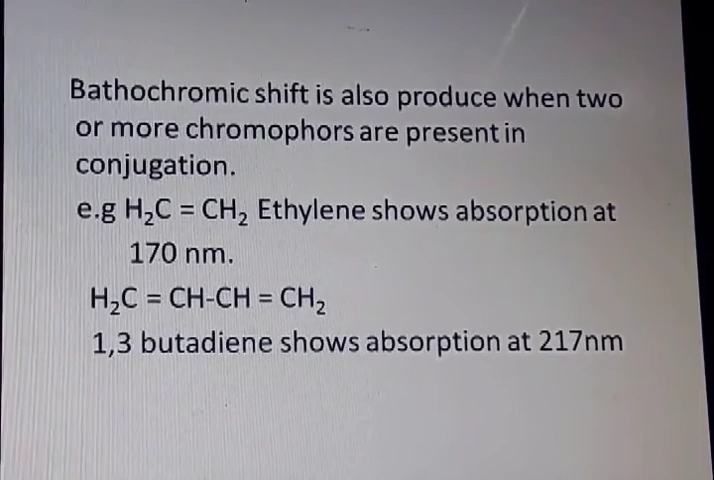 Bathochromic shift is also produce when two
or more chromophors are present in
conjugation.
e.g H₂C = CH₂ Ethylene shows absorption at
170 nm.
H₂C = CH-CH = CH₂
1,3 butadiene shows absorption at 217nm